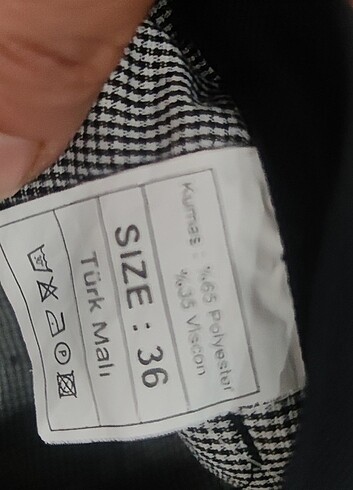 Kumaş : %65 Polyester
%35 Viscon
SIZE : 36
Türk Malı